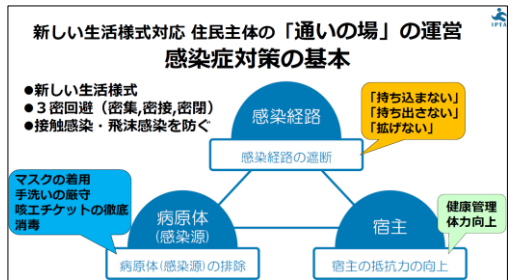 新しい生活様式対応 住民主体の「通いの場」の運営
感染症対策の基本
IPTA
●新しい生活様式
●３密回避（密集,密接,密閉）
●接触感染・飛沫感染を防ぐ
感染経路
感染経路の遮断
「持ち込まない」
「持ち出さない」
「拡げない」
マスクの着用
手洗いの厳守
咳エチケットの徹底
消毒
病原体
(感染源)
病原体(感染源)の排除
宿主
宿主の抵抗力の向上
健康管理
体力向上